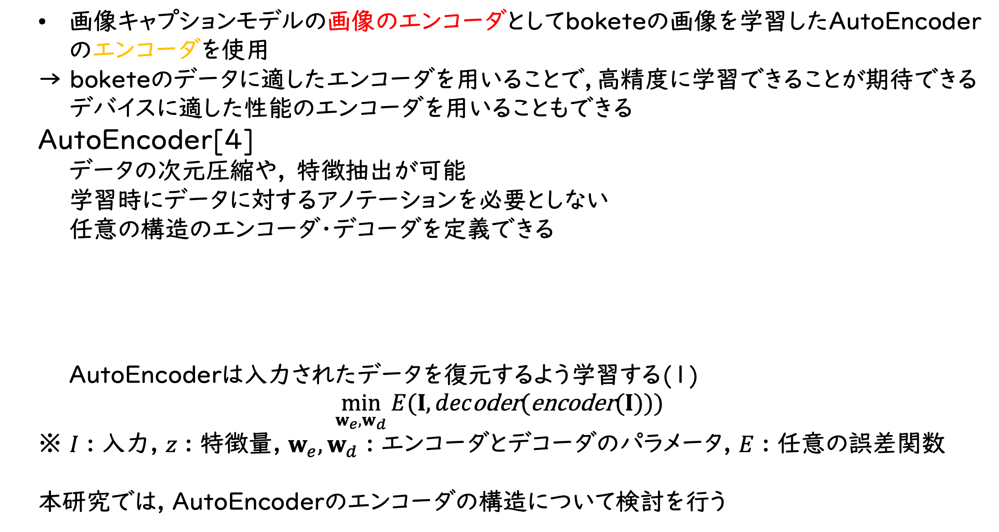 • 画像キャプションモデルの画像のエンコーダとしてboketeの画像を学習したAutoEncoder
のエンコーダを使用
→ boketeのデータに適したエンコーダを用いることで, 高精度に学習できることが期待できる
デバイスに適した性能のエンコーダを用いることもできる
AutoEncoder[4]
データの次元圧縮や, 特徴抽出が可能
学習時にデータに対するアノテーションを必要としない
任意の構造のエンコーダ・デコーダを定義できる
AutoEncoderは入力されたデータを復元するよう学習する(1)
min E(I, decoder(encoder(I)))
w_e,w_d
※ I : 入力, z : 特徴量, w_e, w_d : エンコーダとデコーダのパラメータ, E : 任意の誤差関数
本研究では, AutoEncoderのエンコーダの構造について検討を行う